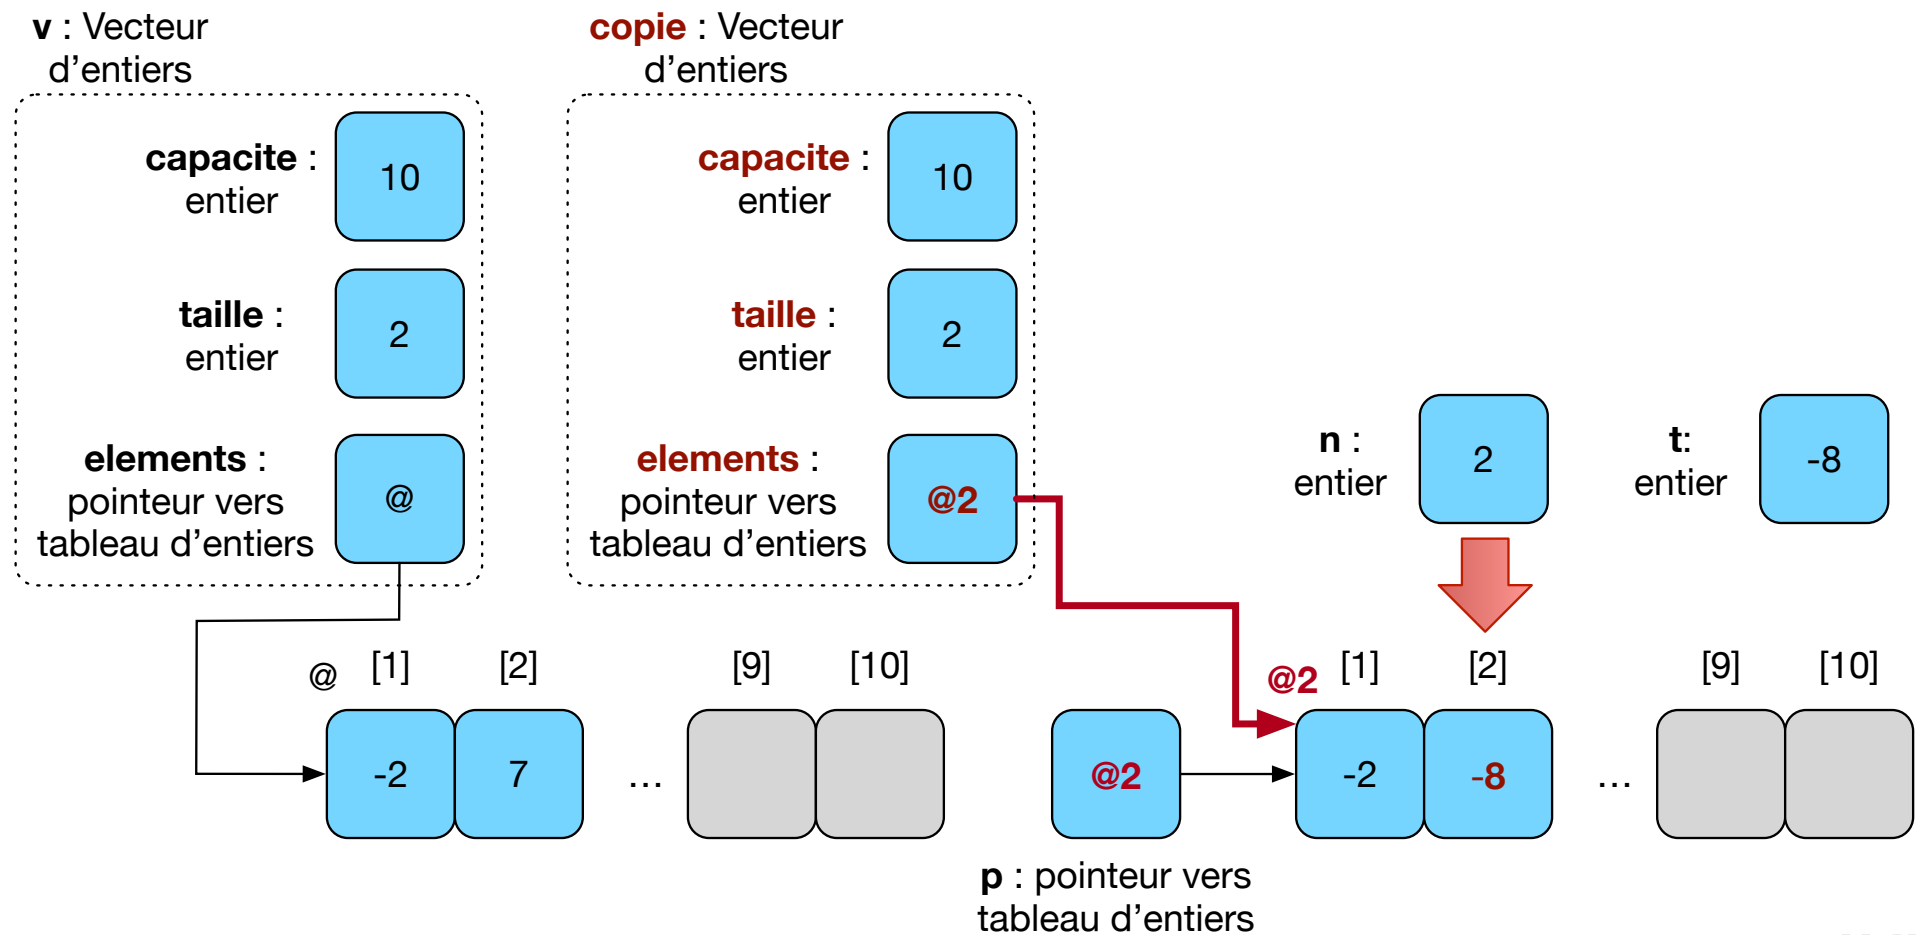 v : Vecteur
d’entiers
capacite :
entier
10
taille :
entier
2
elements :
pointeur vers
tableau d’entiers
@
copie : Vecteur
d’entiers
capacite :
entier
10
taille :
entier
2
elements :
pointeur vers
tableau d’entiers
@2
n :
entier
2
t:
entier
-8
@ [1] [2] [9] [10]
-2 7 ...
@2 [1] [2] [9] [10]
@2
-2 -8 ...
p : pointeur vers
tableau d’entiers